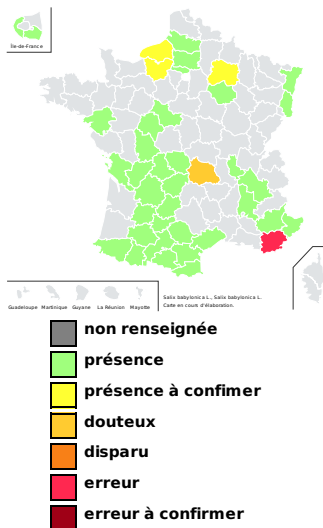 Île-de-France
Guadeloupe Martinique Guyane La Réunion Mayotte
Salix babylonica L., Salix babylonica L.
Carte en cours d'élaboration.
non renseignée
présence
présence à confimer
douteux
disparu
erreur
erreur à confirmer